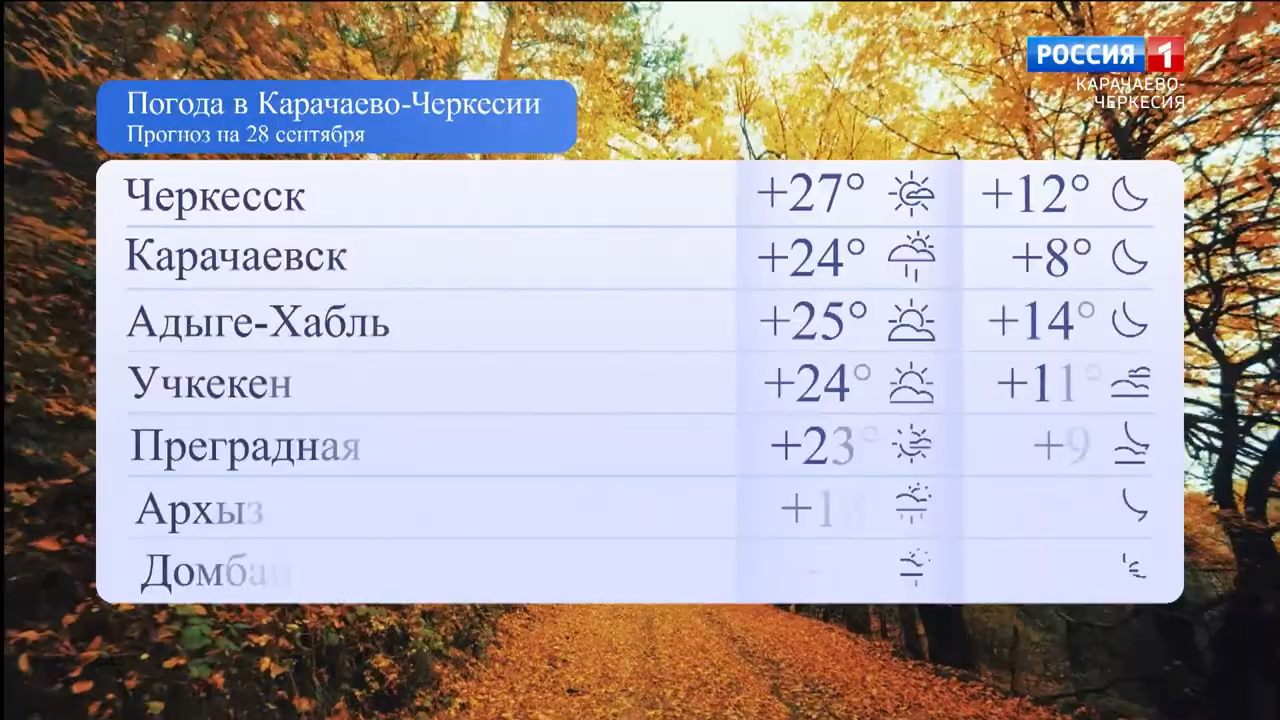 РОССИЯ 1
КАРАЧАЕВО-
ЧЕРКЕСИЯ
Погода в Карачаево-Черкесии
Прогноз на 28 сентября
Черкесск +27° +12°
Карачаевск +24° +8°
Адыге-Хабль +25° +14°
Учкекен +24° +11°
Преградная +23° +9
Архыз